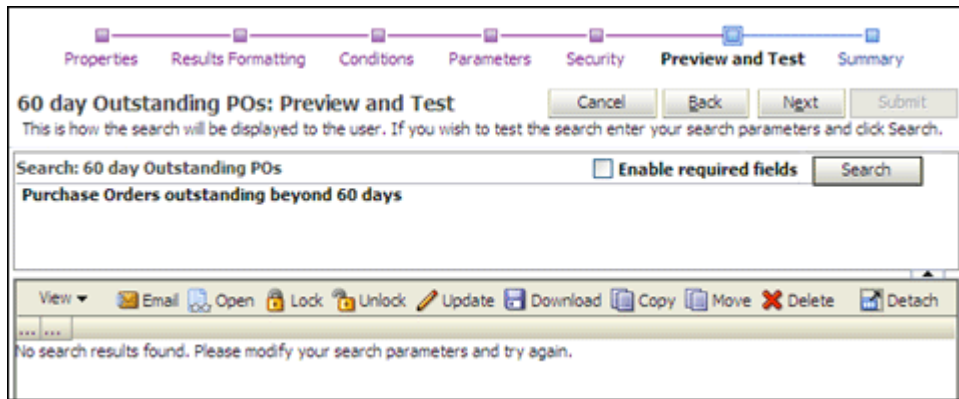 Properties Results Formatting Conditions Parameters Security Preview and Test Summary
60 day Outstanding POs: Preview and Test Cancel Back Next Submit
This is how the search will be displayed to the user. If you wish to test the search enter your search parameters and click Search.
Search: 60 day Outstanding POs Enable required fields Search
Purchase Orders outstanding beyond 60 days
View Email Open Lock Unlock Update Download Copy Move Delete Detach
... ...
No search results found. Please modify your search parameters and try again.